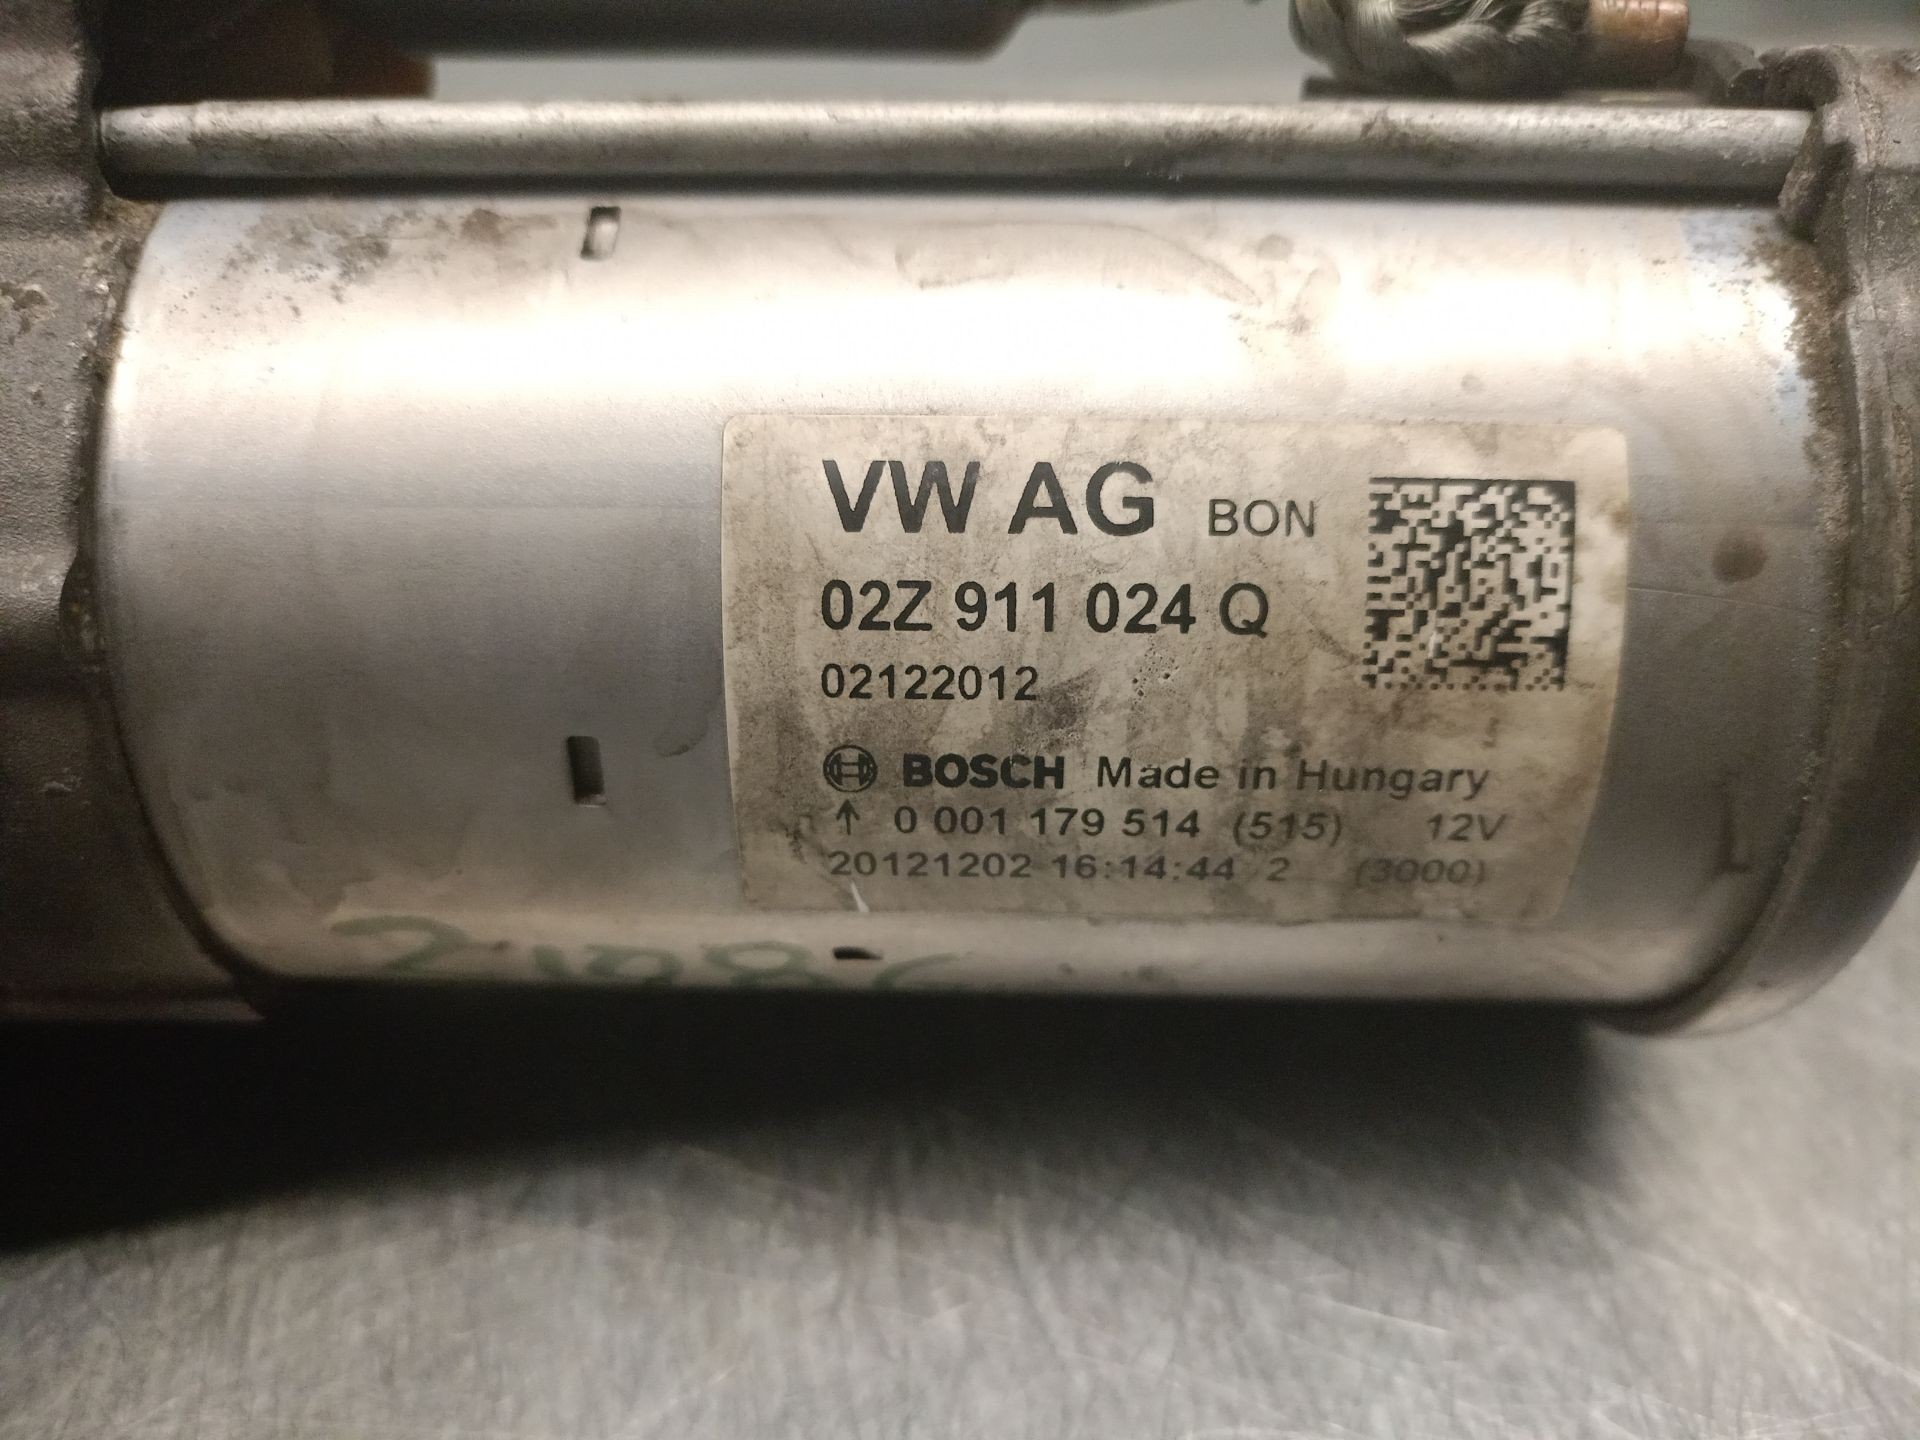 VW AG BON
02Z 911 024 Q
02122012
BOSCH Made in Hungary
↑ 0 001 179 514 (515) 12V
20121202 16:14:44 2 (3000)